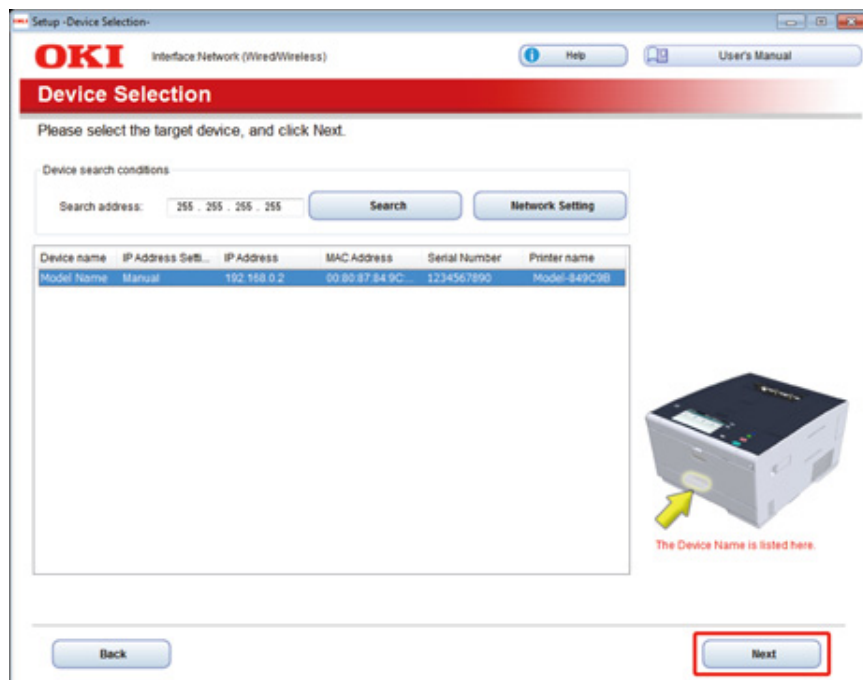 Setup -Device Selection-
OKI Interface:Network (Wired/Wireless) Help User's Manual
Device Selection
Please select the target device, and click Next.
Device search conditions
Search address: 255 . 255 . 255 . 255 Search Network Setting
Device name IP Address Setti... IP Address MAC Address Serial Number Printer name
Model Name Manual 192.168.0.2 00:80:87:84:9C:... 1234567890 Model-849C9B
The Device Name is listed here.
Back Next